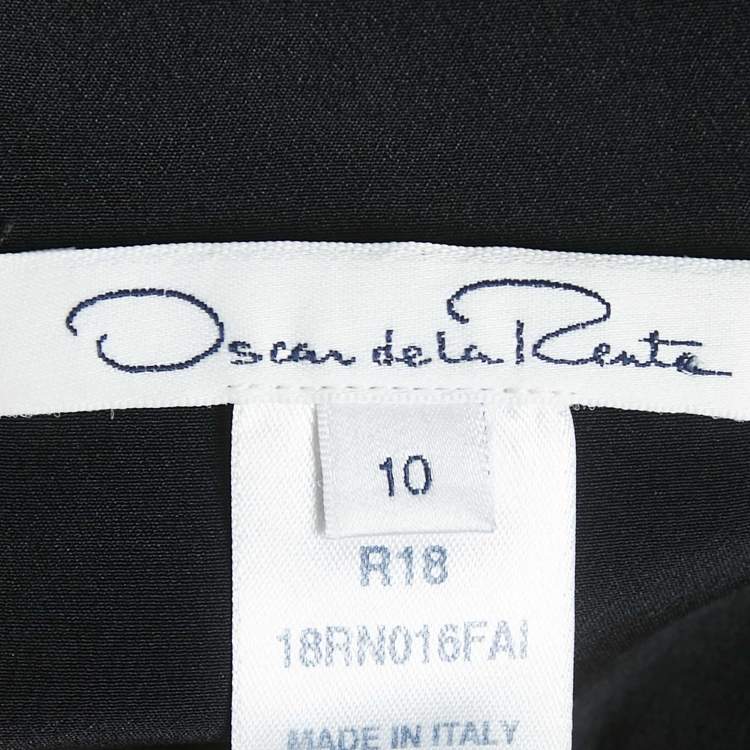 Oscar de la Renta
10
R18
18RN016FAI
MADE IN ITALY